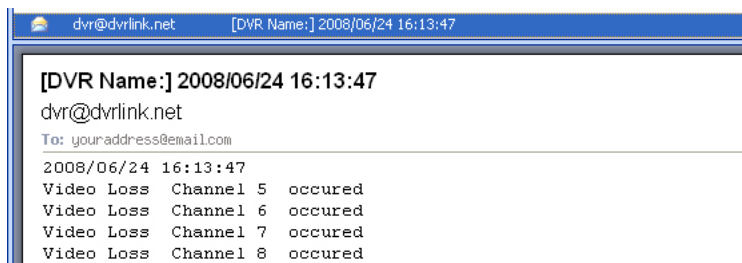 dvr@dvrlink.net [DVR Name:] 2008/06/24 16:13:47
[DVR Name:] 2008/06/24 16:13:47
dvr@dvrlink.net
To: youraddress@email.com
2008/06/24 16:13:47
Video Loss Channel 5 occured
Video Loss Channel 6 occured
Video Loss Channel 7 occured
Video Loss Channel 8 occured